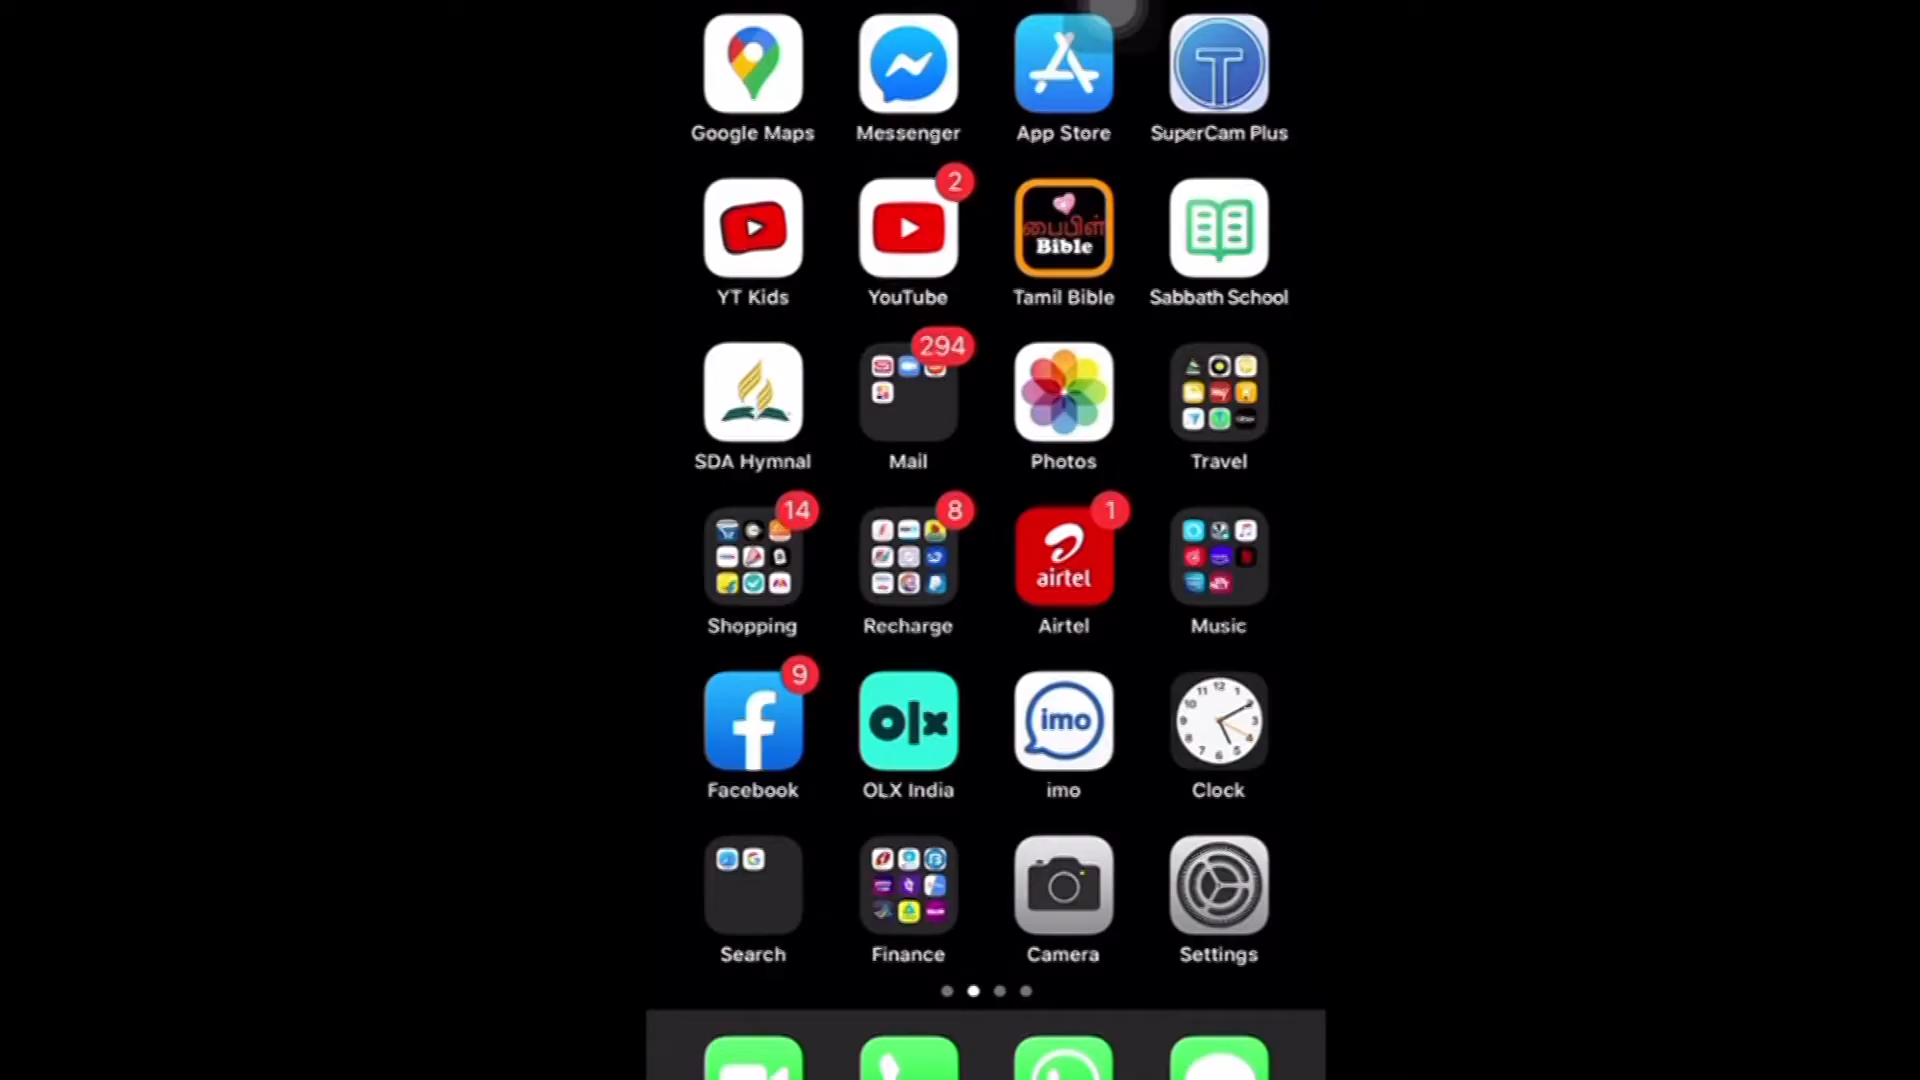 Google Maps Messenger App Store SuperCam Plus
2
பைபிள்
Bible
YT Kids YouTube Tamil Bible Sabbath School
294
SDA Hymnal Mail Photos Travel
14 8 1
airtel
Shopping Recharge Airtel Music
9
olx imo
Facebook OLX India imo Clock
Search Finance Camera Settings